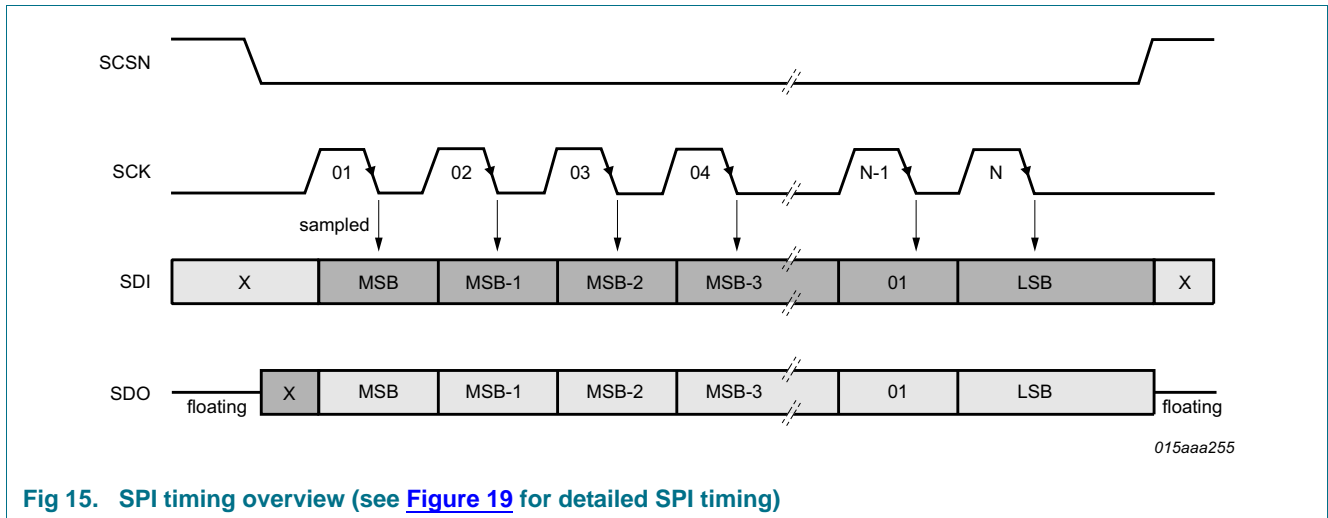 SCSN
SCK
01 02 03 04 N-1 N
sampled
SDI
X MSB MSB-1 MSB-2 MSB-3 01 LSB X
SDO
floating X MSB MSB-1 MSB-2 MSB-3 01 LSB floating
015aaa255
Fig 15. SPI timing overview (see Figure 19 for detailed SPI timing)